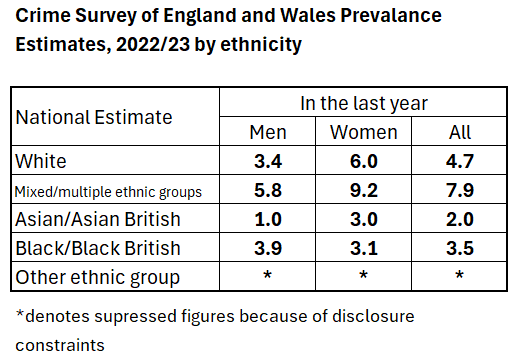 Crime Survey of England and Wales Prevalance
Estimates, 2022/23 by ethnicity
National Estimate In the last year
Men Women All
White 3.4 6.0 4.7
Mixed/multiple ethnic groups 5.8 9.2 7.9
Asian/Asian British 1.0 3.0 2.0
Black/Black British 3.9 3.1 3.5
Other ethnic group * * *
*denotes supressed figures because of disclosure
constraints